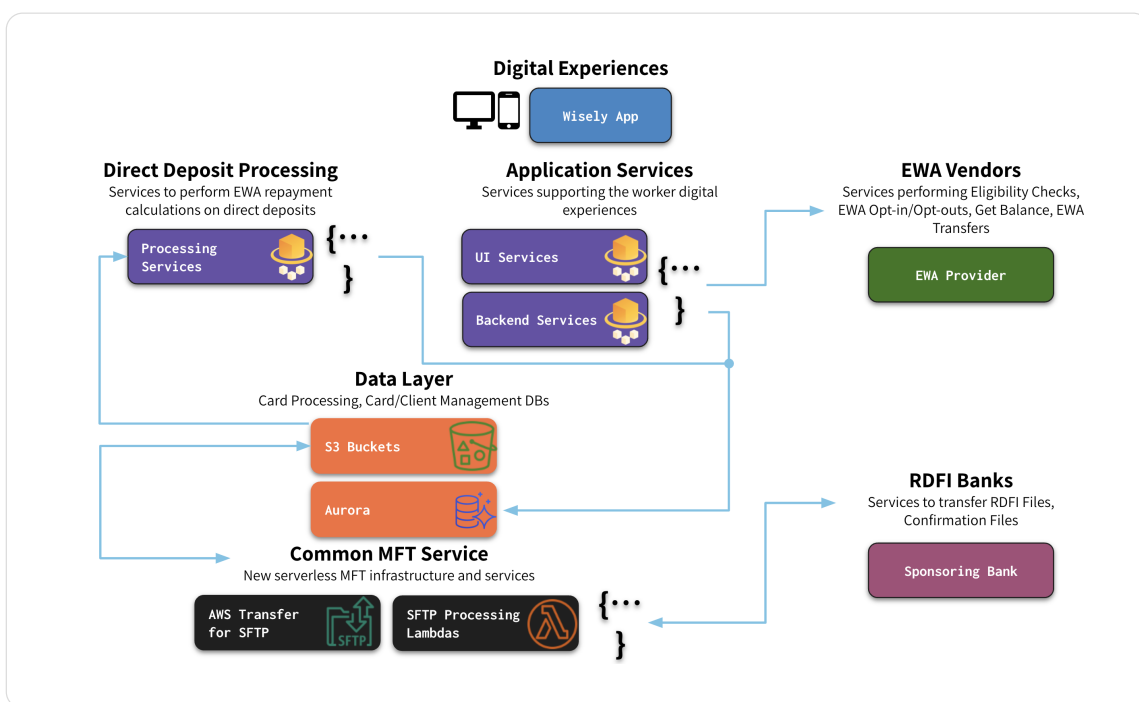 Digital Experiences
Wisely App
Direct Deposit Processing
Services to perform EWA repayment
calculations on direct deposits
Processing
Services
{...
}
Application Services
Services supporting the worker digital
experiences
UI Services
Backend Services
{...
}
EWA Vendors
Services performing Eligibility Checks,
EWA Opt-in/Opt-outs, Get Balance, EWA
Transfers
EWA Provider
Data Layer
Card Processing, Card/Client Management DBs
S3 Buckets
Aurora
RDFI Banks
Services to transfer RDFI Files,
Confirmation Files
Sponsoring Bank
Common MFT Service
New serverless MFT infrastructure and services
AWS Transfer
for SFTP
SFTP
SFTP Processing
Lambdas
{...
}